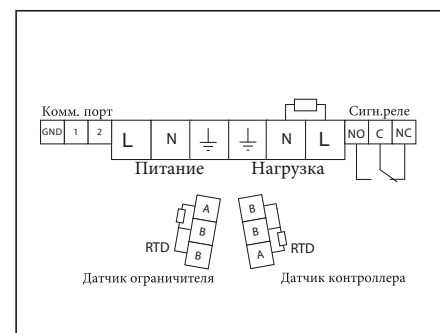 Комм. порт Сигн.реле
GND 1 2 L N N L NO C NC
Питание Нагрузка
A B
B B
B A
RTD RTD
Датчик ограничителя Датчик контроллера